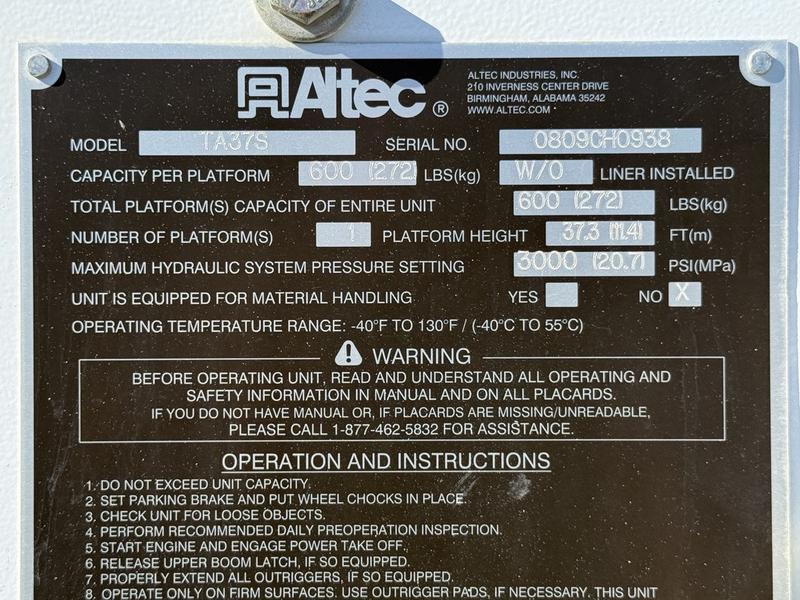 Altec®
ALTEC INDUSTRIES, INC.
210 INVERNESS CENTER DRIVE
BIRMINGHAM, ALABAMA 35242
WWW.ALTEC.COM
MODEL TA37S SERIAL NO. 0809CH0938
CAPACITY PER PLATFORM 600 (272) LBS(kg) W/O LINER INSTALLED
TOTAL PLATFORM(S) CAPACITY OF ENTIRE UNIT 600 (272) LBS(kg)
NUMBER OF PLATFORM(S) 1 PLATFORM HEIGHT 37.3 (11.4) FT(m)
MAXIMUM HYDRAULIC SYSTEM PRESSURE SETTING 3000 (20.7) PSI(MPa)
UNIT IS EQUIPPED FOR MATERIAL HANDLING YES NO X
OPERATING TEMPERATURE RANGE: -40°F TO 130°F / (-40°C TO 55°C)
WARNING
BEFORE OPERATING UNIT, READ AND UNDERSTAND ALL OPERATING AND
SAFETY INFORMATION IN MANUAL AND ON ALL PLACARDS.
IF YOU DO NOT HAVE MANUAL OR, IF PLACARDS ARE MISSING/UNREADABLE,
PLEASE CALL 1-877-462-5832 FOR ASSISTANCE.
OPERATION AND INSTRUCTIONS
1. DO NOT EXCEED UNIT CAPACITY.
2. SET PARKING BRAKE AND PUT WHEEL CHOCKS IN PLACE.
3. CHECK UNIT FOR LOOSE OBJECTS.
4. PERFORM RECOMMENDED DAILY PREOPERATION INSPECTION.
5. START ENGINE AND ENGAGE POWER TAKE OFF.
6. RELEASE UPPER BOOM LATCH, IF SO EQUIPPED.
7. PROPERLY EXTEND ALL OUTRIGGERS, IF SO EQUIPPED.
8. OPERATE ONLY ON FIRM SURFACES. USE OUTRIGGER PADS, IF NECESSARY. THIS UNIT